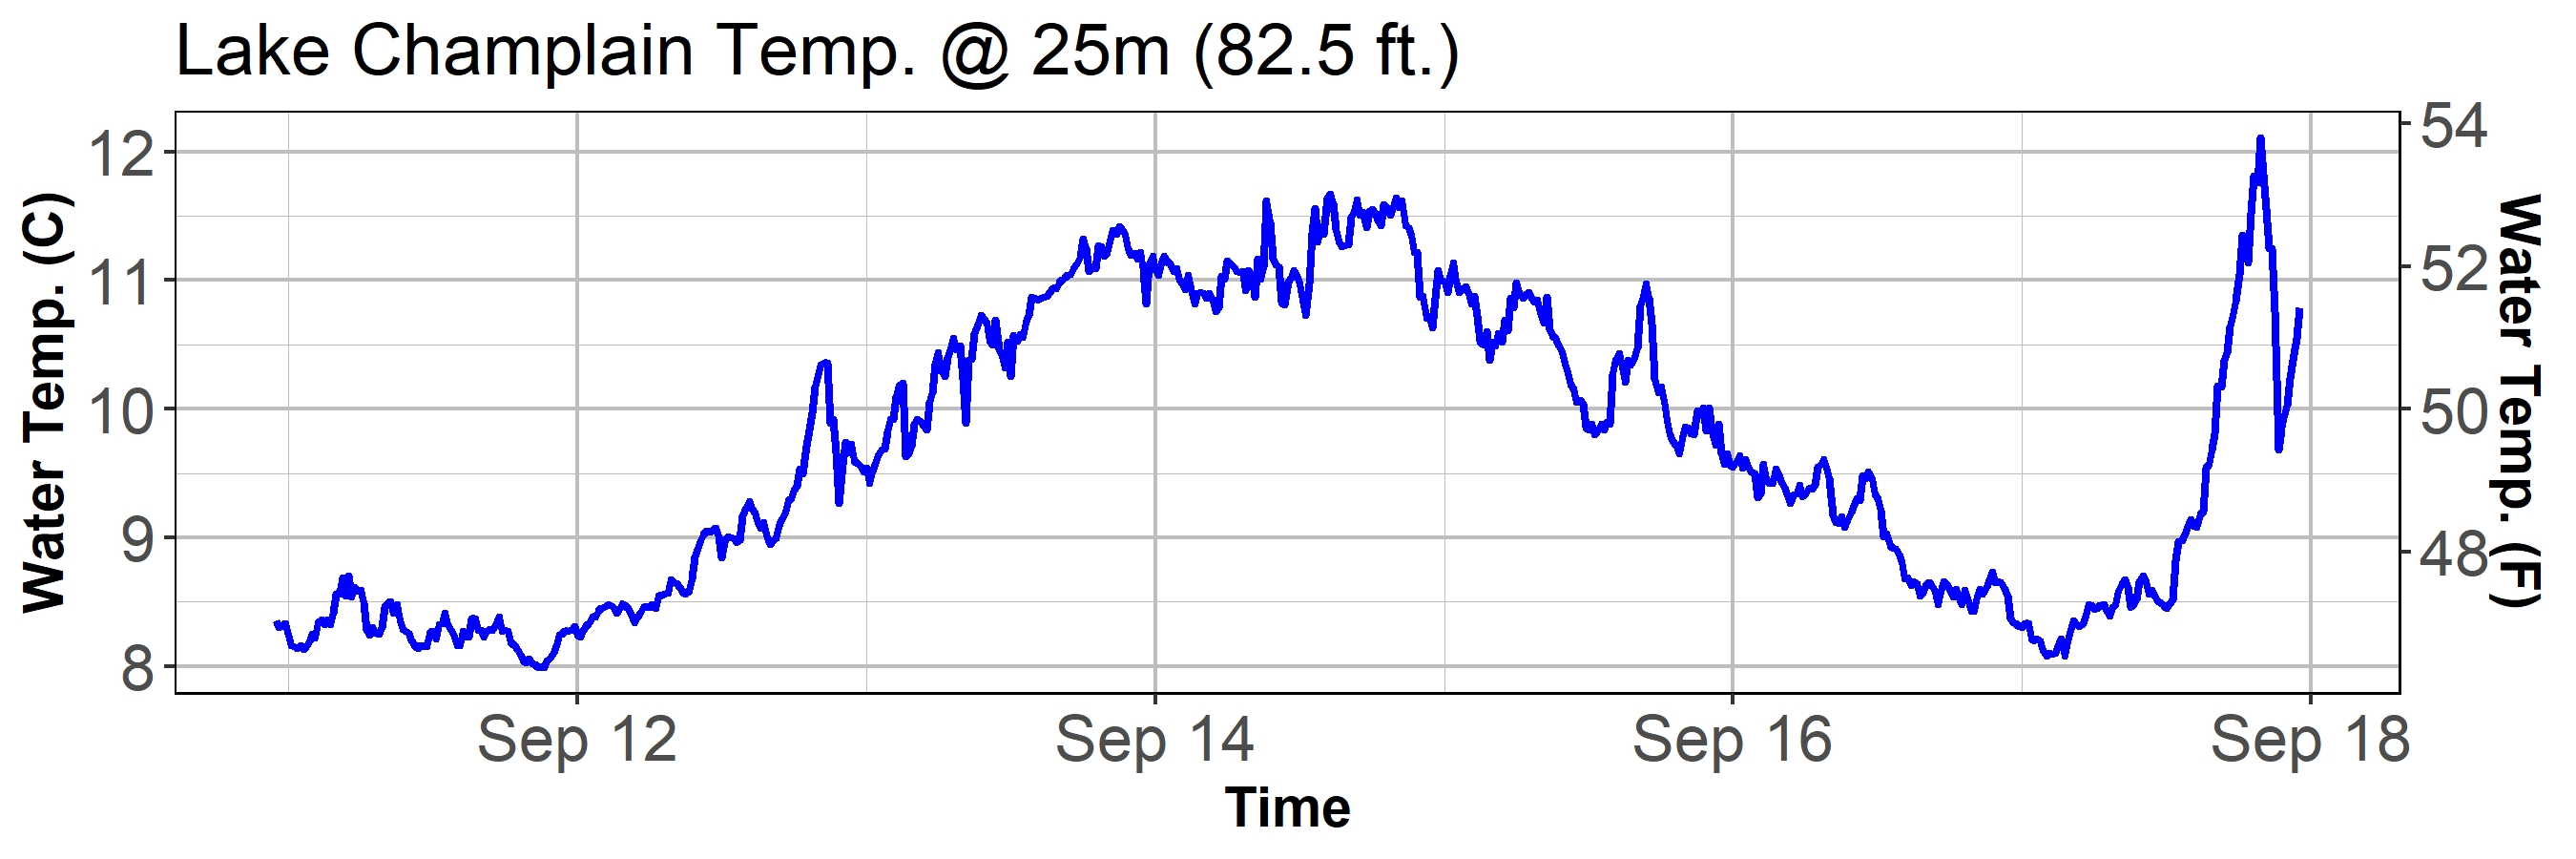 Lake Champlain Temp. @ 25m (82.5 ft.)
Water Temp. (C)
12
11
10
9
8
54
52
50
48
Water Temp. (F)
Sep 12
Sep 14
Sep 16
Sep 18
Time